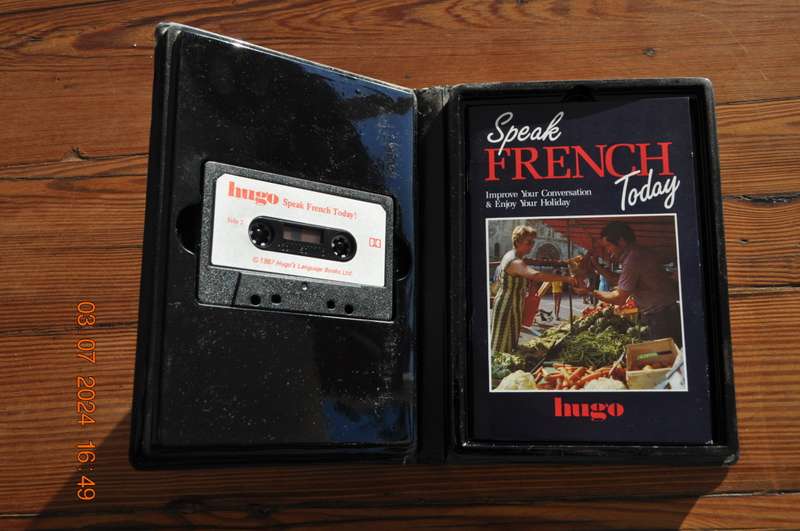 hugo Speak French Today!
Side 2
© 1987 Hugo's Language Books Ltd
Speak
FRENCH
Today
Improve Your Conversation
& Enjoy Your Holiday
hugo
03 07 2024 16:49